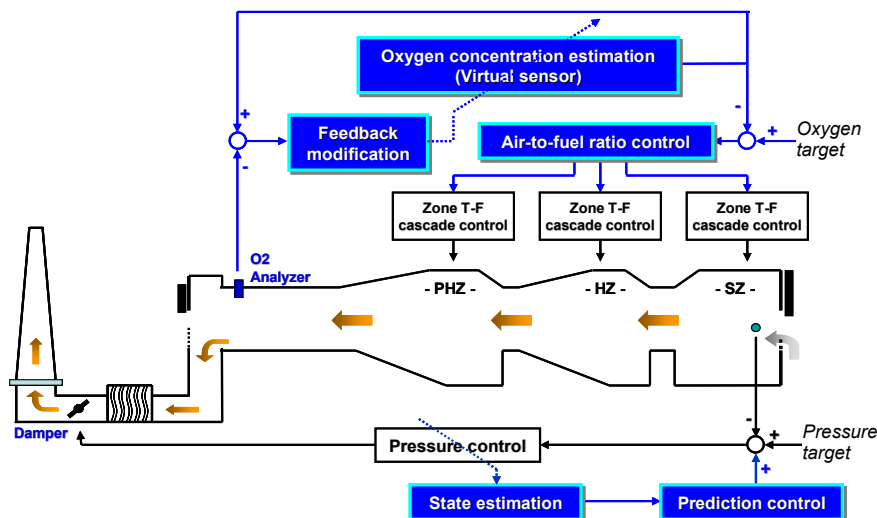 Oxygen concentration estimation
(Virtual sensor)
+
-
Feedback
modification
Air-to-fuel ratio control
+
Oxygen
target
-
Zone T-F
cascade control
Zone T-F
cascade control
Zone T-F
cascade control
O2
Analyzer
- PHZ -
- HZ -
- SZ -
Damper
Pressure control
-
+
Pressure
target
+
State estimation
Prediction control